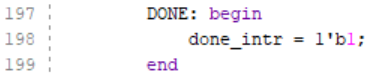 197 DONE: begin
198 done_intr = 1'b1;
199 end